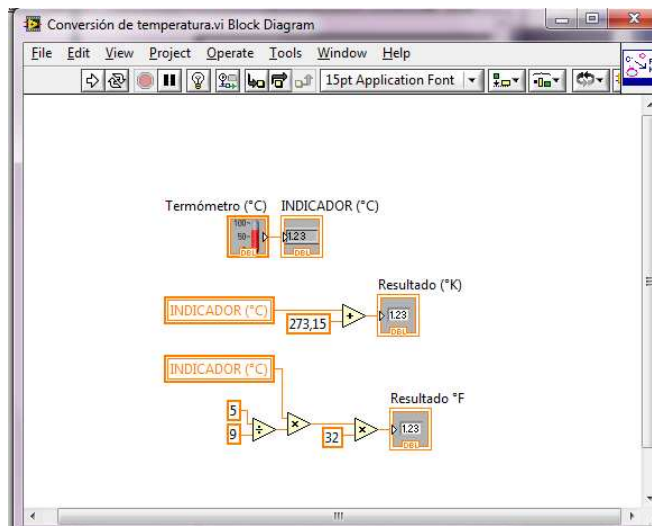 Conversión de temperatura.vi Block Diagram
File Edit View Project Operate Tools Window Help
15pt Application Font
Termómetro (°C) INDICADOR (°C)
100
50
1.23
DBL
DBL
Resultado (°K)
INDICADOR (°C)
273,15
+
1.23
DBL
INDICADOR (°C)
Resultado °F
5
9
÷
×
32
×
1.23
DBL